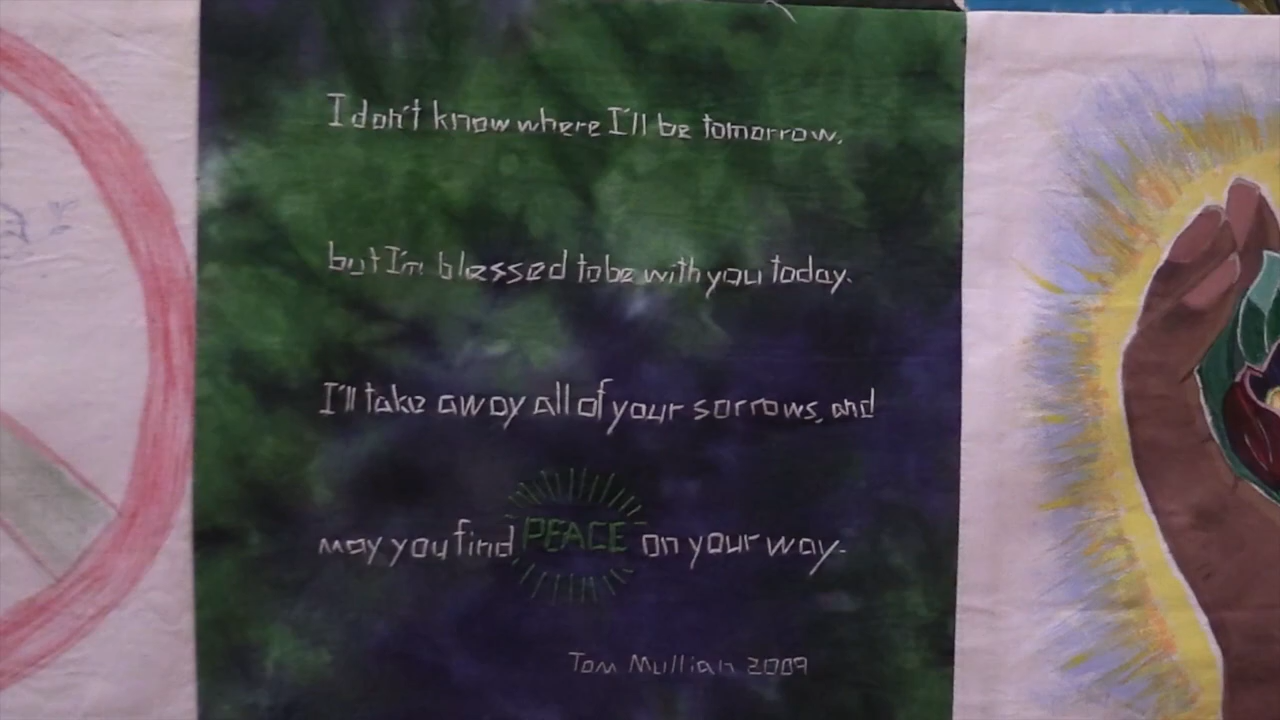 I don't know where I'll be tomorrow,
but I'm blessed to be with you today.
I'll take away all of your sorrows, and
may you find PEACE on your way.
Tom Mullian 2009